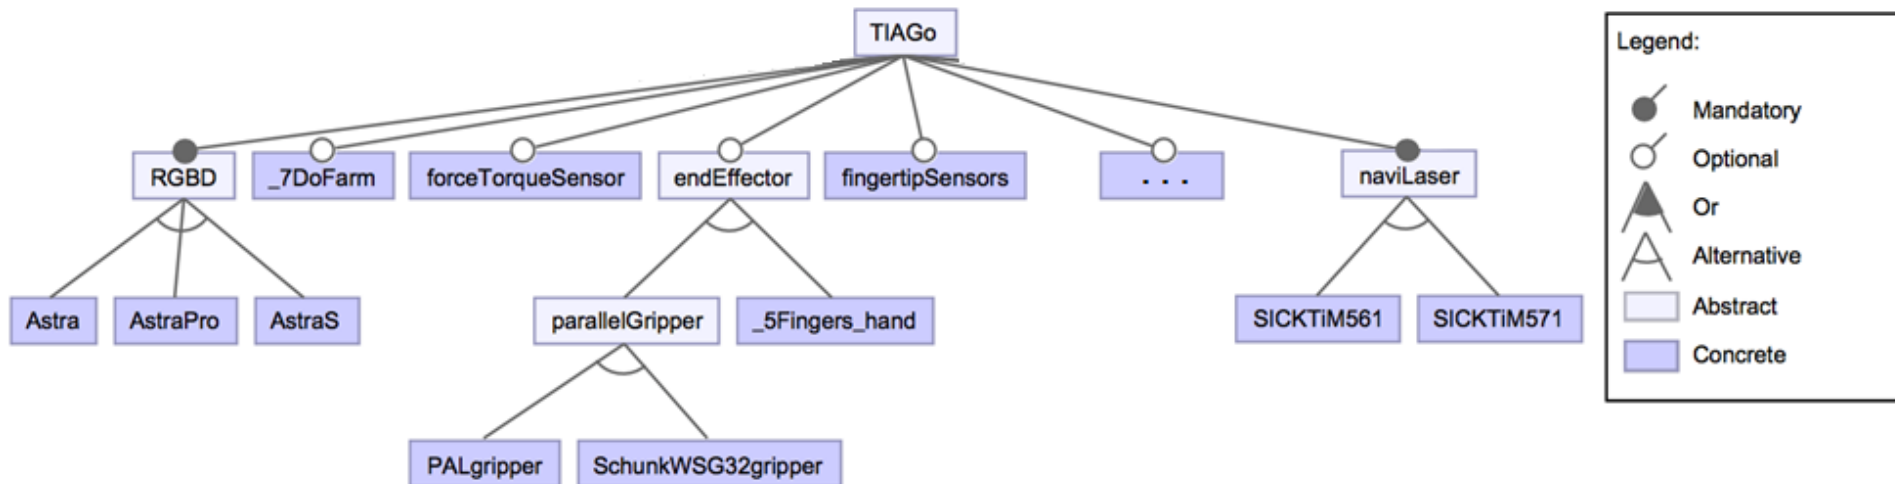 TIAGo
Legend:
Mandatory
Optional
Or
Alternative
Abstract
Concrete
RGBD
_7DoFarm
forceTorqueSensor
endEffector
fingertipSensors
. . .
naviLaser
Astra
AstraPro
AstraS
parallelGripper
_5Fingers_hand
SICKTiM561
SICKTiM571
PALgripper
SchunkWSG32gripper